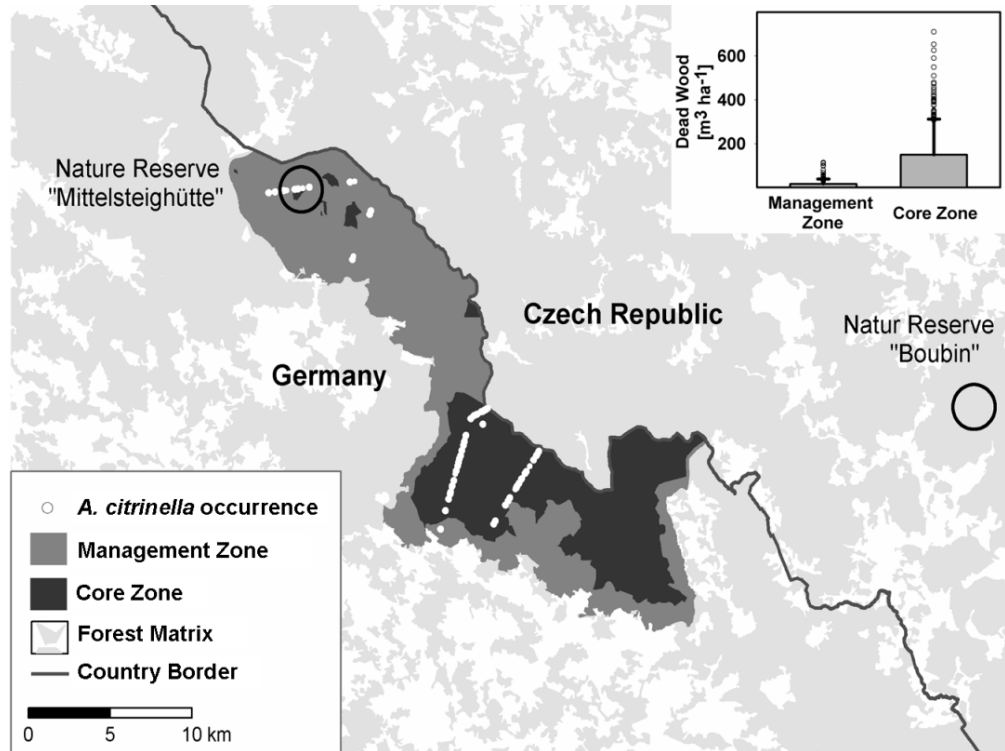 Nature Reserve
"Mittelsteighütte"
Czech Republic
Germany
Natur Reserve
"Boubin"
Dead Wood
[m³ ha⁻¹]
600
400
200
Management
Zone
Core Zone
A. citrinella occurrence
Management Zone
Core Zone
Forest Matrix
Country Border
0 5 10 km